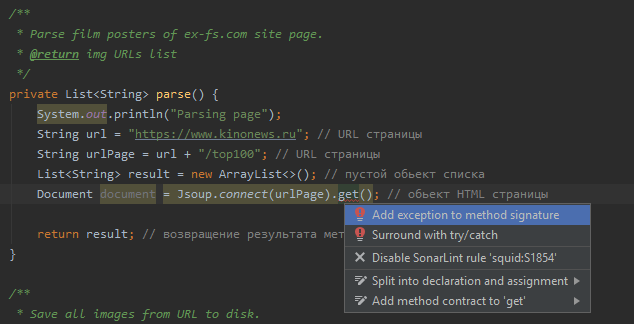 /**
* Parse film posters of ex-fs.com site page.
* @return img URLs list
*/
private List<String> parse() {
System.out.println("Parsing page");
String url = "https://www.kinonews.ru"; // URL страницы
String urlPage = url + "/top100"; // URL страницы
List<String> result = new ArrayList<>(); // пустой обьект списка
Document document = Jsoup.connect(urlPage).get(); // обьект HTML страницы
Add exception to method signature
Surround with try/catch
return result; // возвращение результата мет
Disable SonarLint rule 'squid:S1854'
}
Split into declaration and assignment
Add method contract to 'get'
/**
* Save all images from URL to disk.